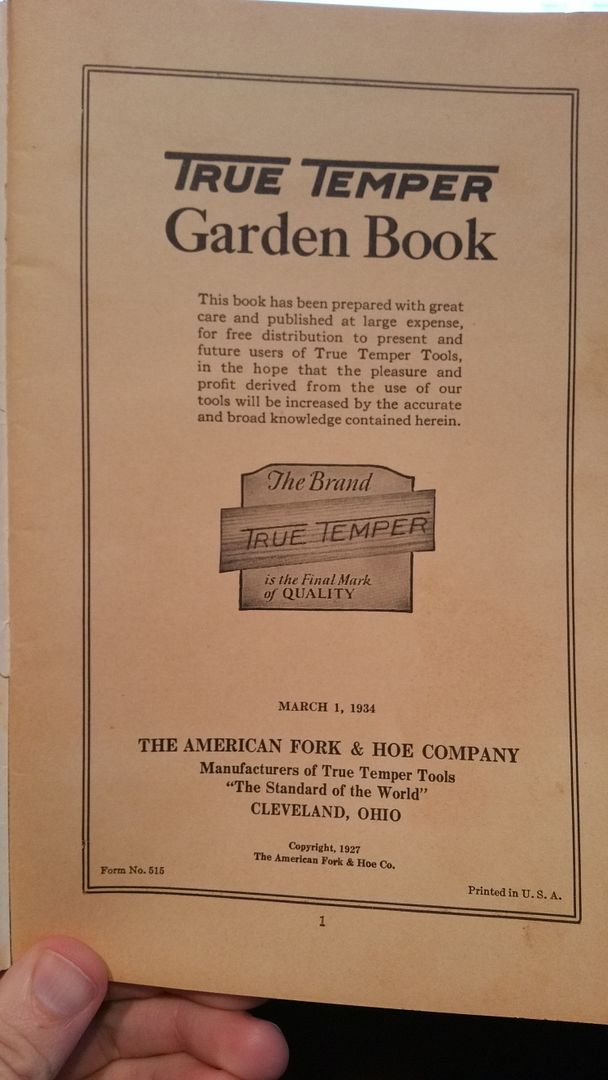 TRUE TEMPER
Garden Book
This book has been prepared with great
care and published at large expense,
for free distribution to present and
future users of True Temper Tools,
in the hope that the pleasure and
profit derived from the use of our
tools will be increased by the accurate
and broad knowledge contained herein.
The Brand
TRUE TEMPER
is the Final Mark
of QUALITY
MARCH 1, 1934
THE AMERICAN FORK & HOE COMPANY
Manufacturers of True Temper Tools
"The Standard of the World"
CLEVELAND, OHIO
Copyright, 1927
The American Fork & Hoe Co.
Form No. 515
Printed in U. S. A.
1